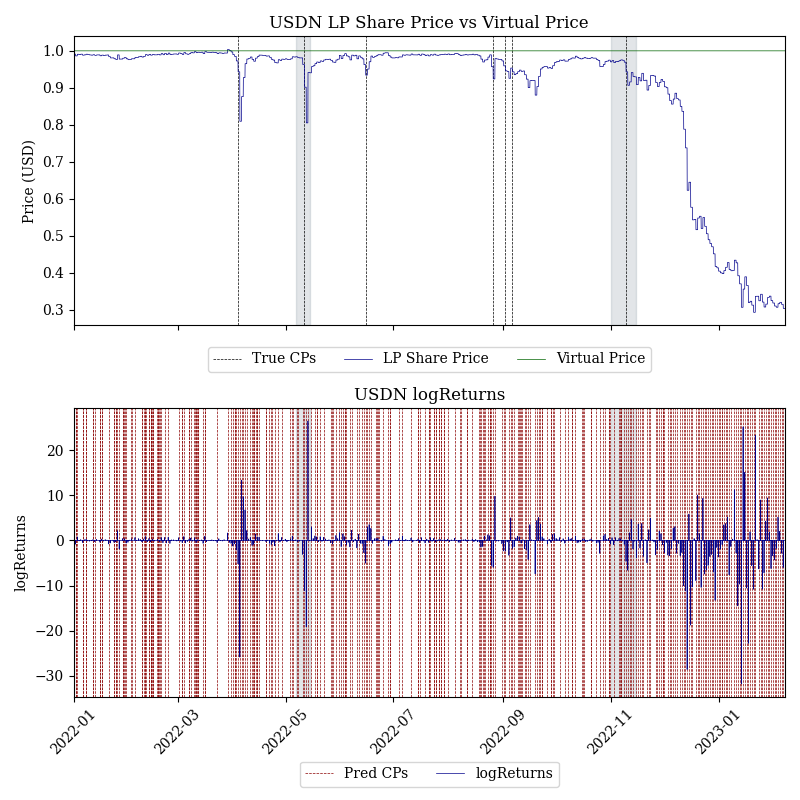 USDN LP Share Price vs Virtual Price
Price (USD)
1.0
0.9
0.8
0.7
0.6
0.5
0.4
0.3
True CPs
LP Share Price
Virtual Price
USDN logReturns
logReturns
20
10
0
−10
−20
−30
2022-01
2022-03
2022-05
2022-07
2022-09
2022-11
2023-01
Pred CPs
logReturns